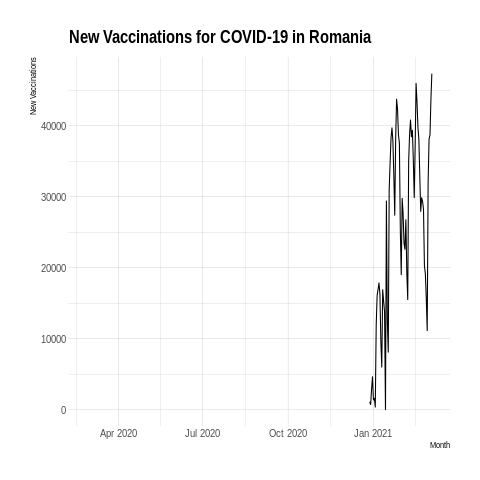 New Vaccinations for COVID-19 in Romania
New Vaccinations
40000
30000
20000
10000
0
Apr 2020 Jul 2020 Oct 2020 Jan 2021
Month